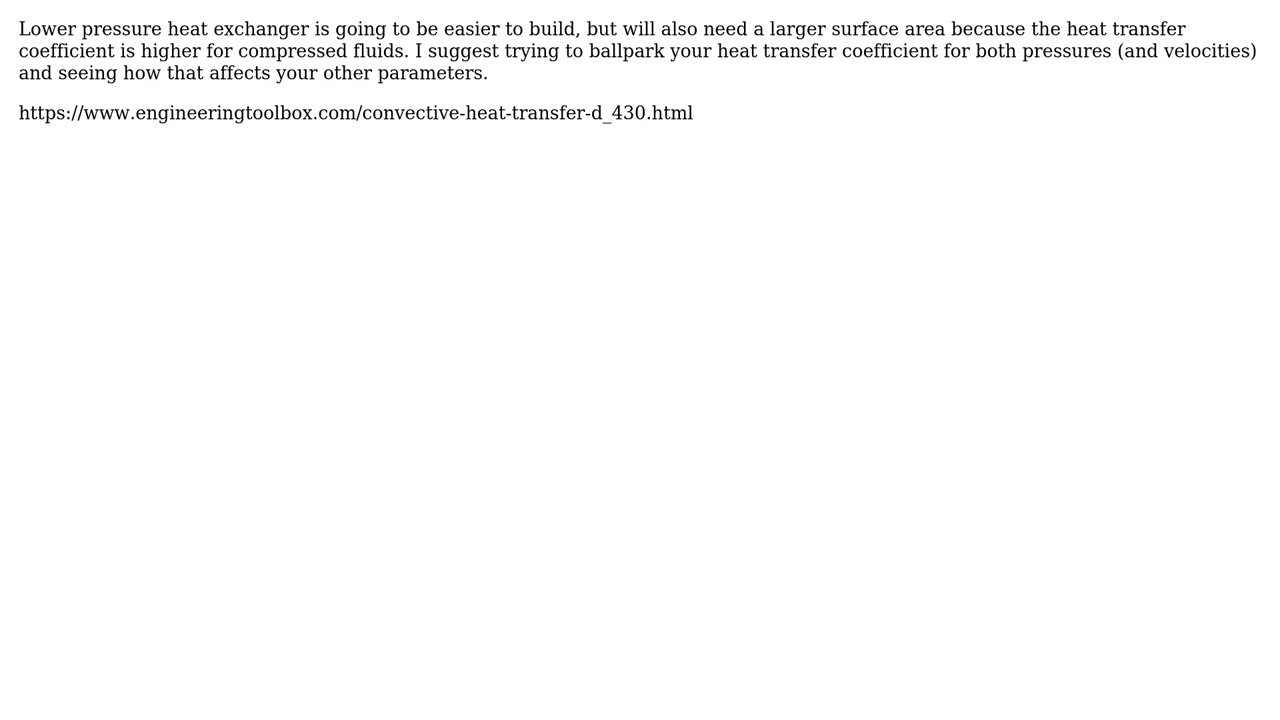 Lower pressure heat exchanger is going to be easier to build, but will also need a larger surface area because the heat transfer
coefficient is higher for compressed fluids. I suggest trying to ballpark your heat transfer coefficient for both pressures (and velocities)
and seeing how that affects your other parameters.
https://www.engineeringtoolbox.com/convective-heat-transfer-d_430.html